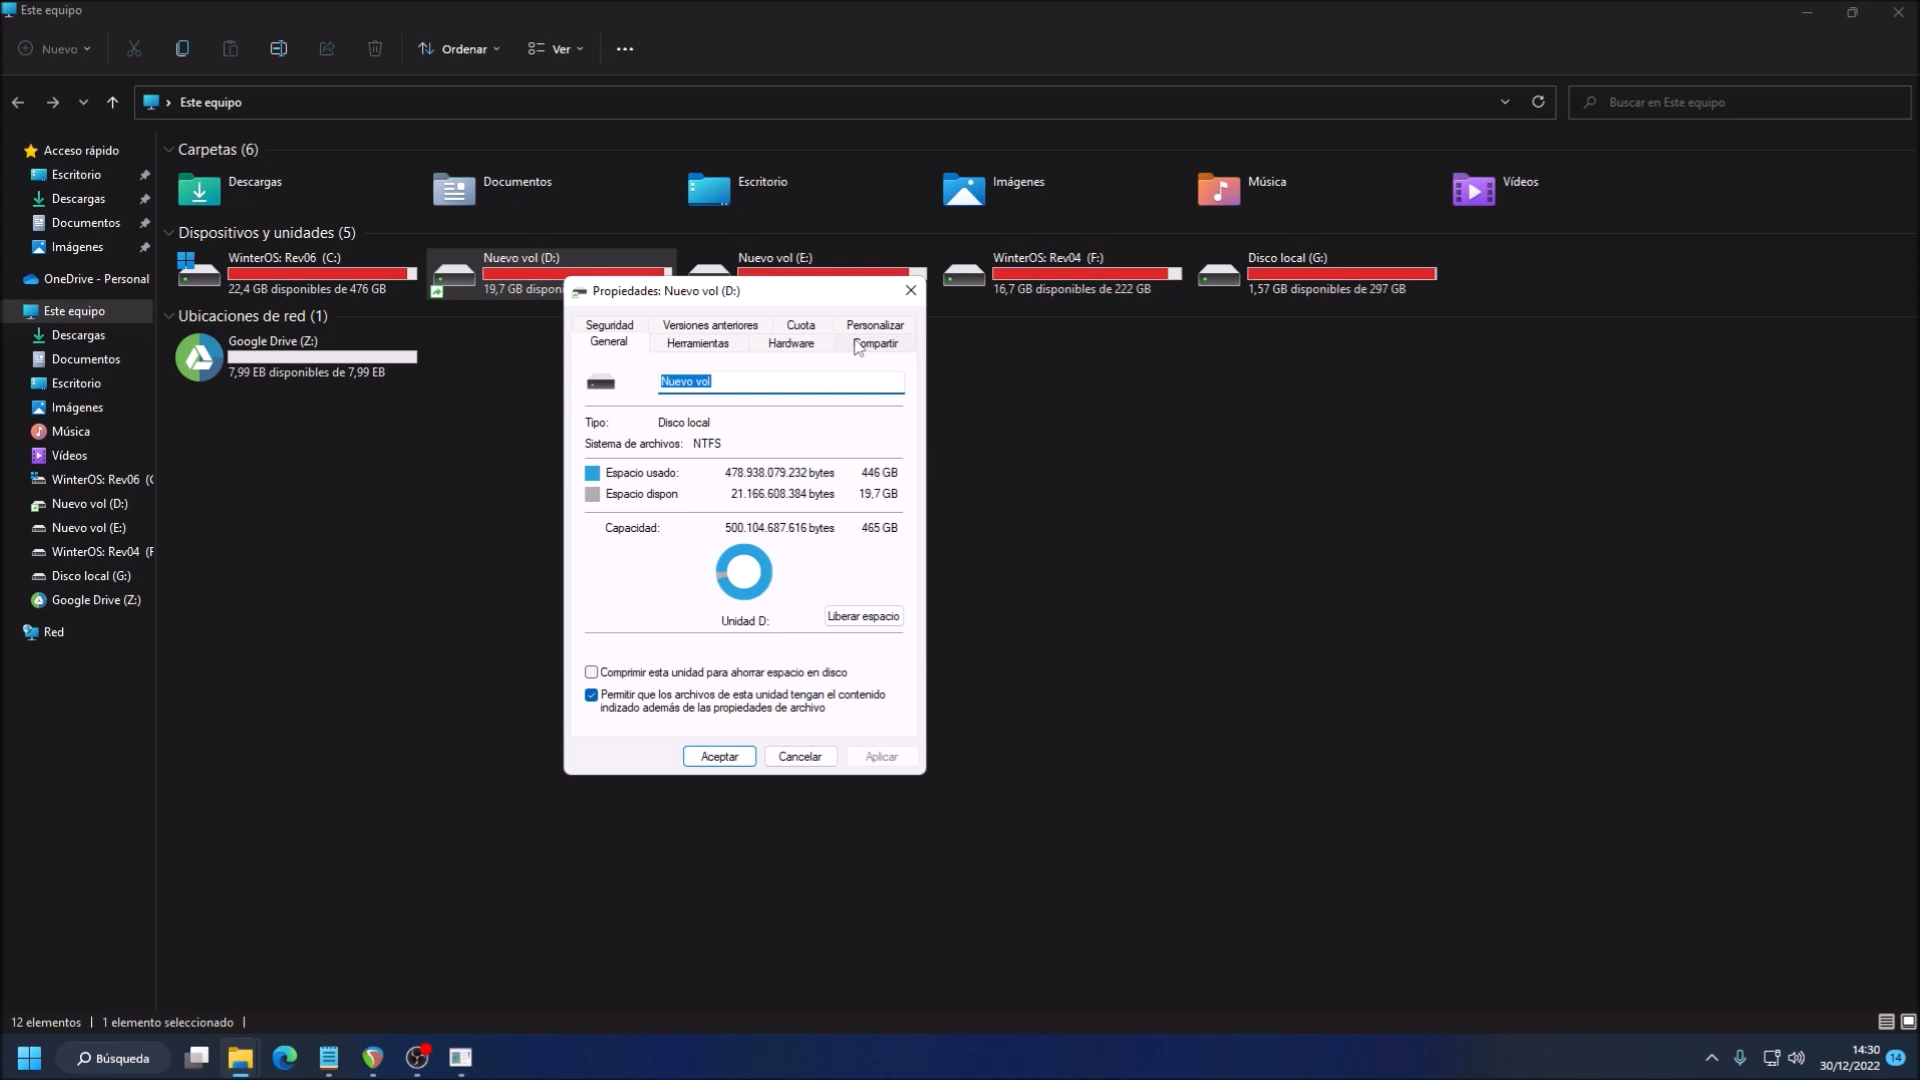 Este equipo
Nuevo
Ordenar
Ver
Este equipo
Buscar en Este equipo
Acceso rápido
Escritorio
Descargas
Documentos
Imágenes
OneDrive - Personal
Este equipo
Descargas
Documentos
Escritorio
Imágenes
Música
Vídeos
WinterOS: Rev06 (C
Nuevo vol (D:)
Nuevo vol (E:)
WinterOS: Rev04 (F
Disco local (G:)
Google Drive (Z:)
Red
Carpetas (6)
Descargas
Documentos
Escritorio
Imágenes
Música
Vídeos
Dispositivos y unidades (5)
WinterOS: Rev06 (C:)
22,4 GB disponibles de 476 GB
Nuevo vol (D:)
19,7 GB dispon
Nuevo vol (E:)
WinterOS: Rev04 (F:)
16,7 GB disponibles de 222 GB
Disco local (G:)
1,57 GB disponibles de 297 GB
Ubicaciones de red (1)
Google Drive (Z:)
7,99 EB disponibles de 7,99 EB
Propiedades: Nuevo vol (D:)
Seguridad Versiones anteriores Cuota Personalizar
General Herramientas Hardware Compartir
Nuevo vol
Tipo: Disco local
Sistema de archivos: NTFS
Espacio usado: 478.938.079.232 bytes 446 GB
Espacio dispon 21.166.608.384 bytes 19,7 GB
Capacidad: 500.104.687.616 bytes 465 GB
Unidad D:
Liberar espacio
Comprimir esta unidad para ahorrar espacio en disco
Permitir que los archivos de esta unidad tengan el contenido
indizado además de las propiedades de archivo
Aceptar Cancelar Aplicar
12 elementos | 1 elemento seleccionado |
Búsqueda
14:30
30/12/2022
14